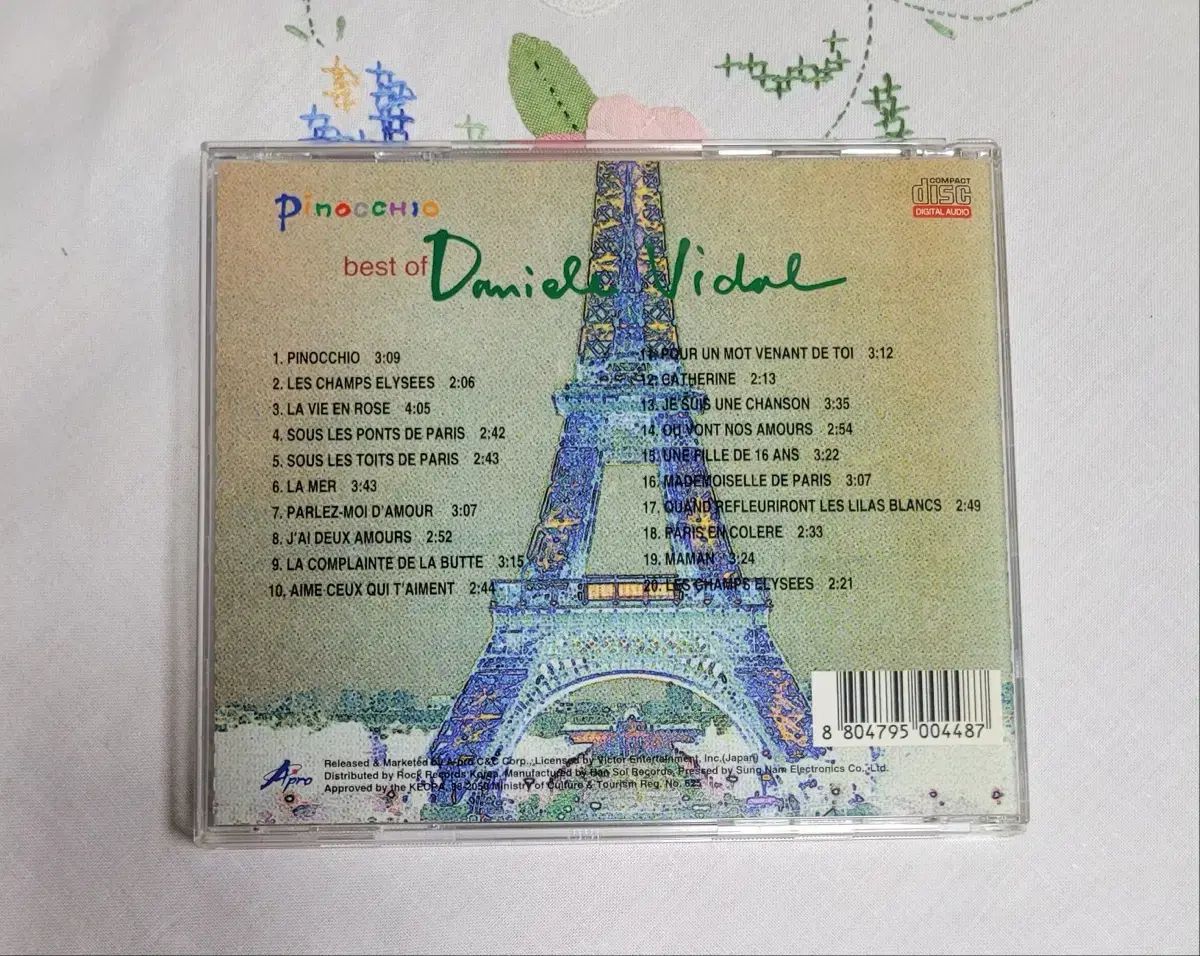 Pinocchio
COMPACT
disc
DIGITAL AUDIO
best of Daniele Vidal
1. PINOCCHIO 3:09
2. LES CHAMPS ELYSEES 2:06
3. LA VIE EN ROSE 4:05
4. SOUS LES PONTS DE PARIS 2:42
5. SOUS LES TOITS DE PARIS 2:43
6. LA MER 3:43
7. PARLEZ-MOI D'AMOUR 3:07
8. J'AI DEUX AMOURS 2:52
9. LA COMPLAINTE DE LA BUTTE 3:15
10. AIME CEUX QUI T'AIMENT 2:44
11. POUR UN MOT VENANT DE TOI 3:12
12. CATHERINE 2:13
13. JE SUIS UNE CHANSON 3:35
14. OU VONT NOS AMOURS 2:54
15. UNE FILLE DE 16 ANS 3:22
16. MADEMOISELLE DE PARIS 3:07
17. QUAND REFLEURIRONT LES LILAS BLANCS 2:49
18. PARIS EN COLERE 2:33
19. MAMAN 3:24
20. LES CHAMPS ELYSEES 2:21
8 804795 004487
A-pro
Released & Marketed by A-pro C&C Corp., Licensed by Victor Entertainment, Inc.(Japan)
Distributed by Rock Records Korea, Manufactured by Han Sol Records, Pressed by Sung Nam Electronics Co., Ltd.
Approved by the KEOPA, 98-2050 Ministry of Culture & Tourism Reg. No. 525